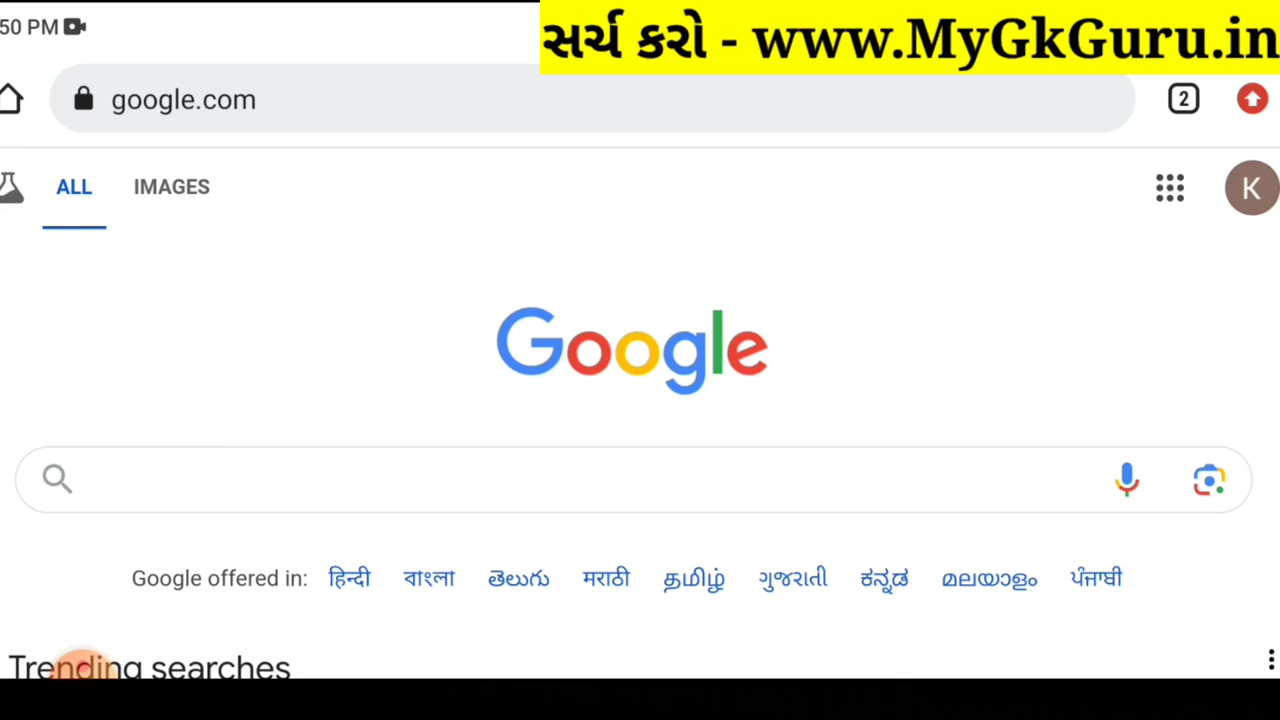 50 PM
સર્ચ કરો - www.MyGkGuru.in
google.com
2
ALL IMAGES
K
Google
Google offered in: हिन्दी বাংলা తెలుగు मराठी தமிழ் ગુજરાતી ಕನ್ನಡ മലയാളം ਪੰਜਾਬੀ
Trending searches